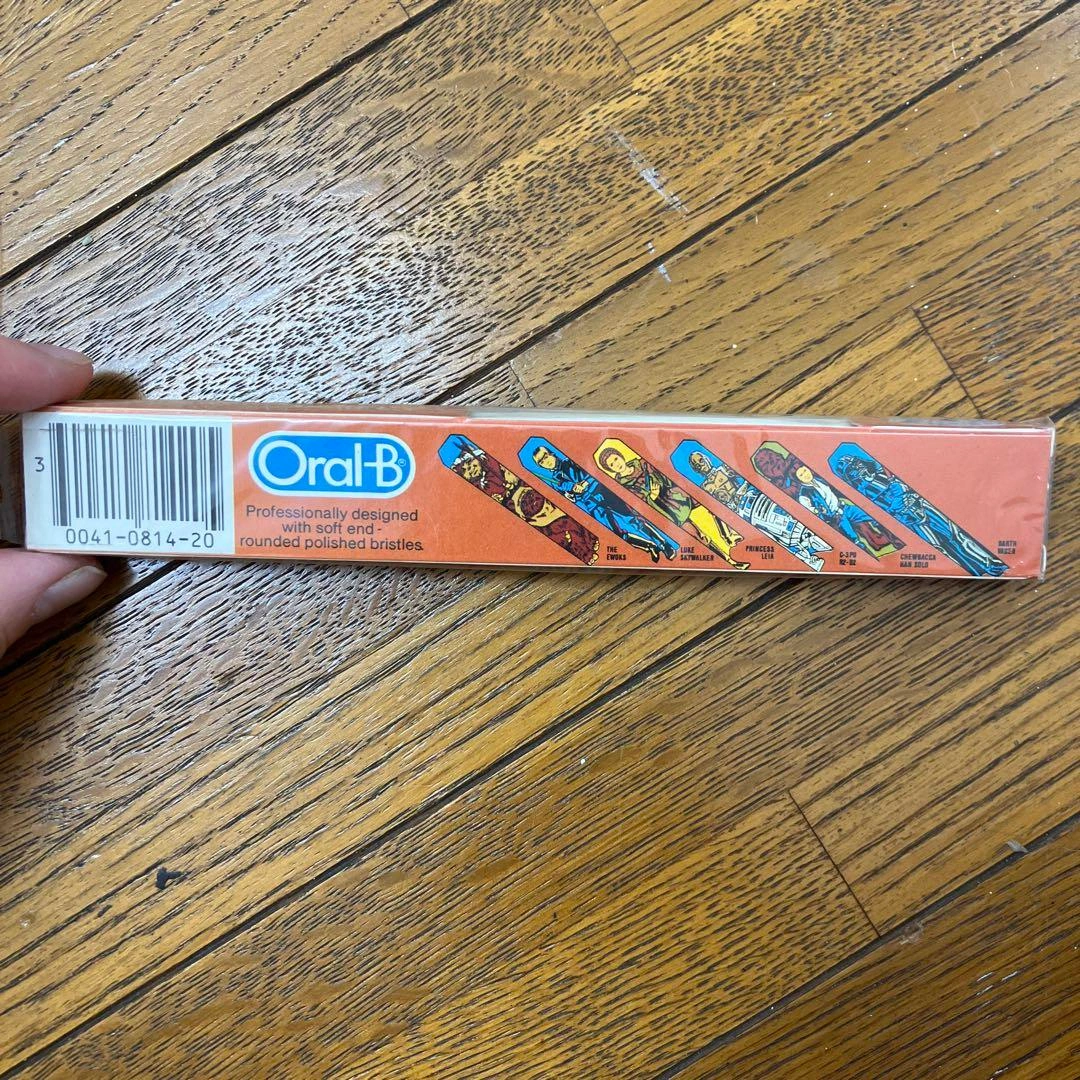 3
0041-0814-20
Oral-B®
Professionally designed
with soft end-
rounded polished bristles.
THE
EWOKS
LUKE
SKYWALKER
PRINCESS
LEIA
C-3PO
R2-D2
CHEWBACCA
HAN SOLO
DARTH
VADER